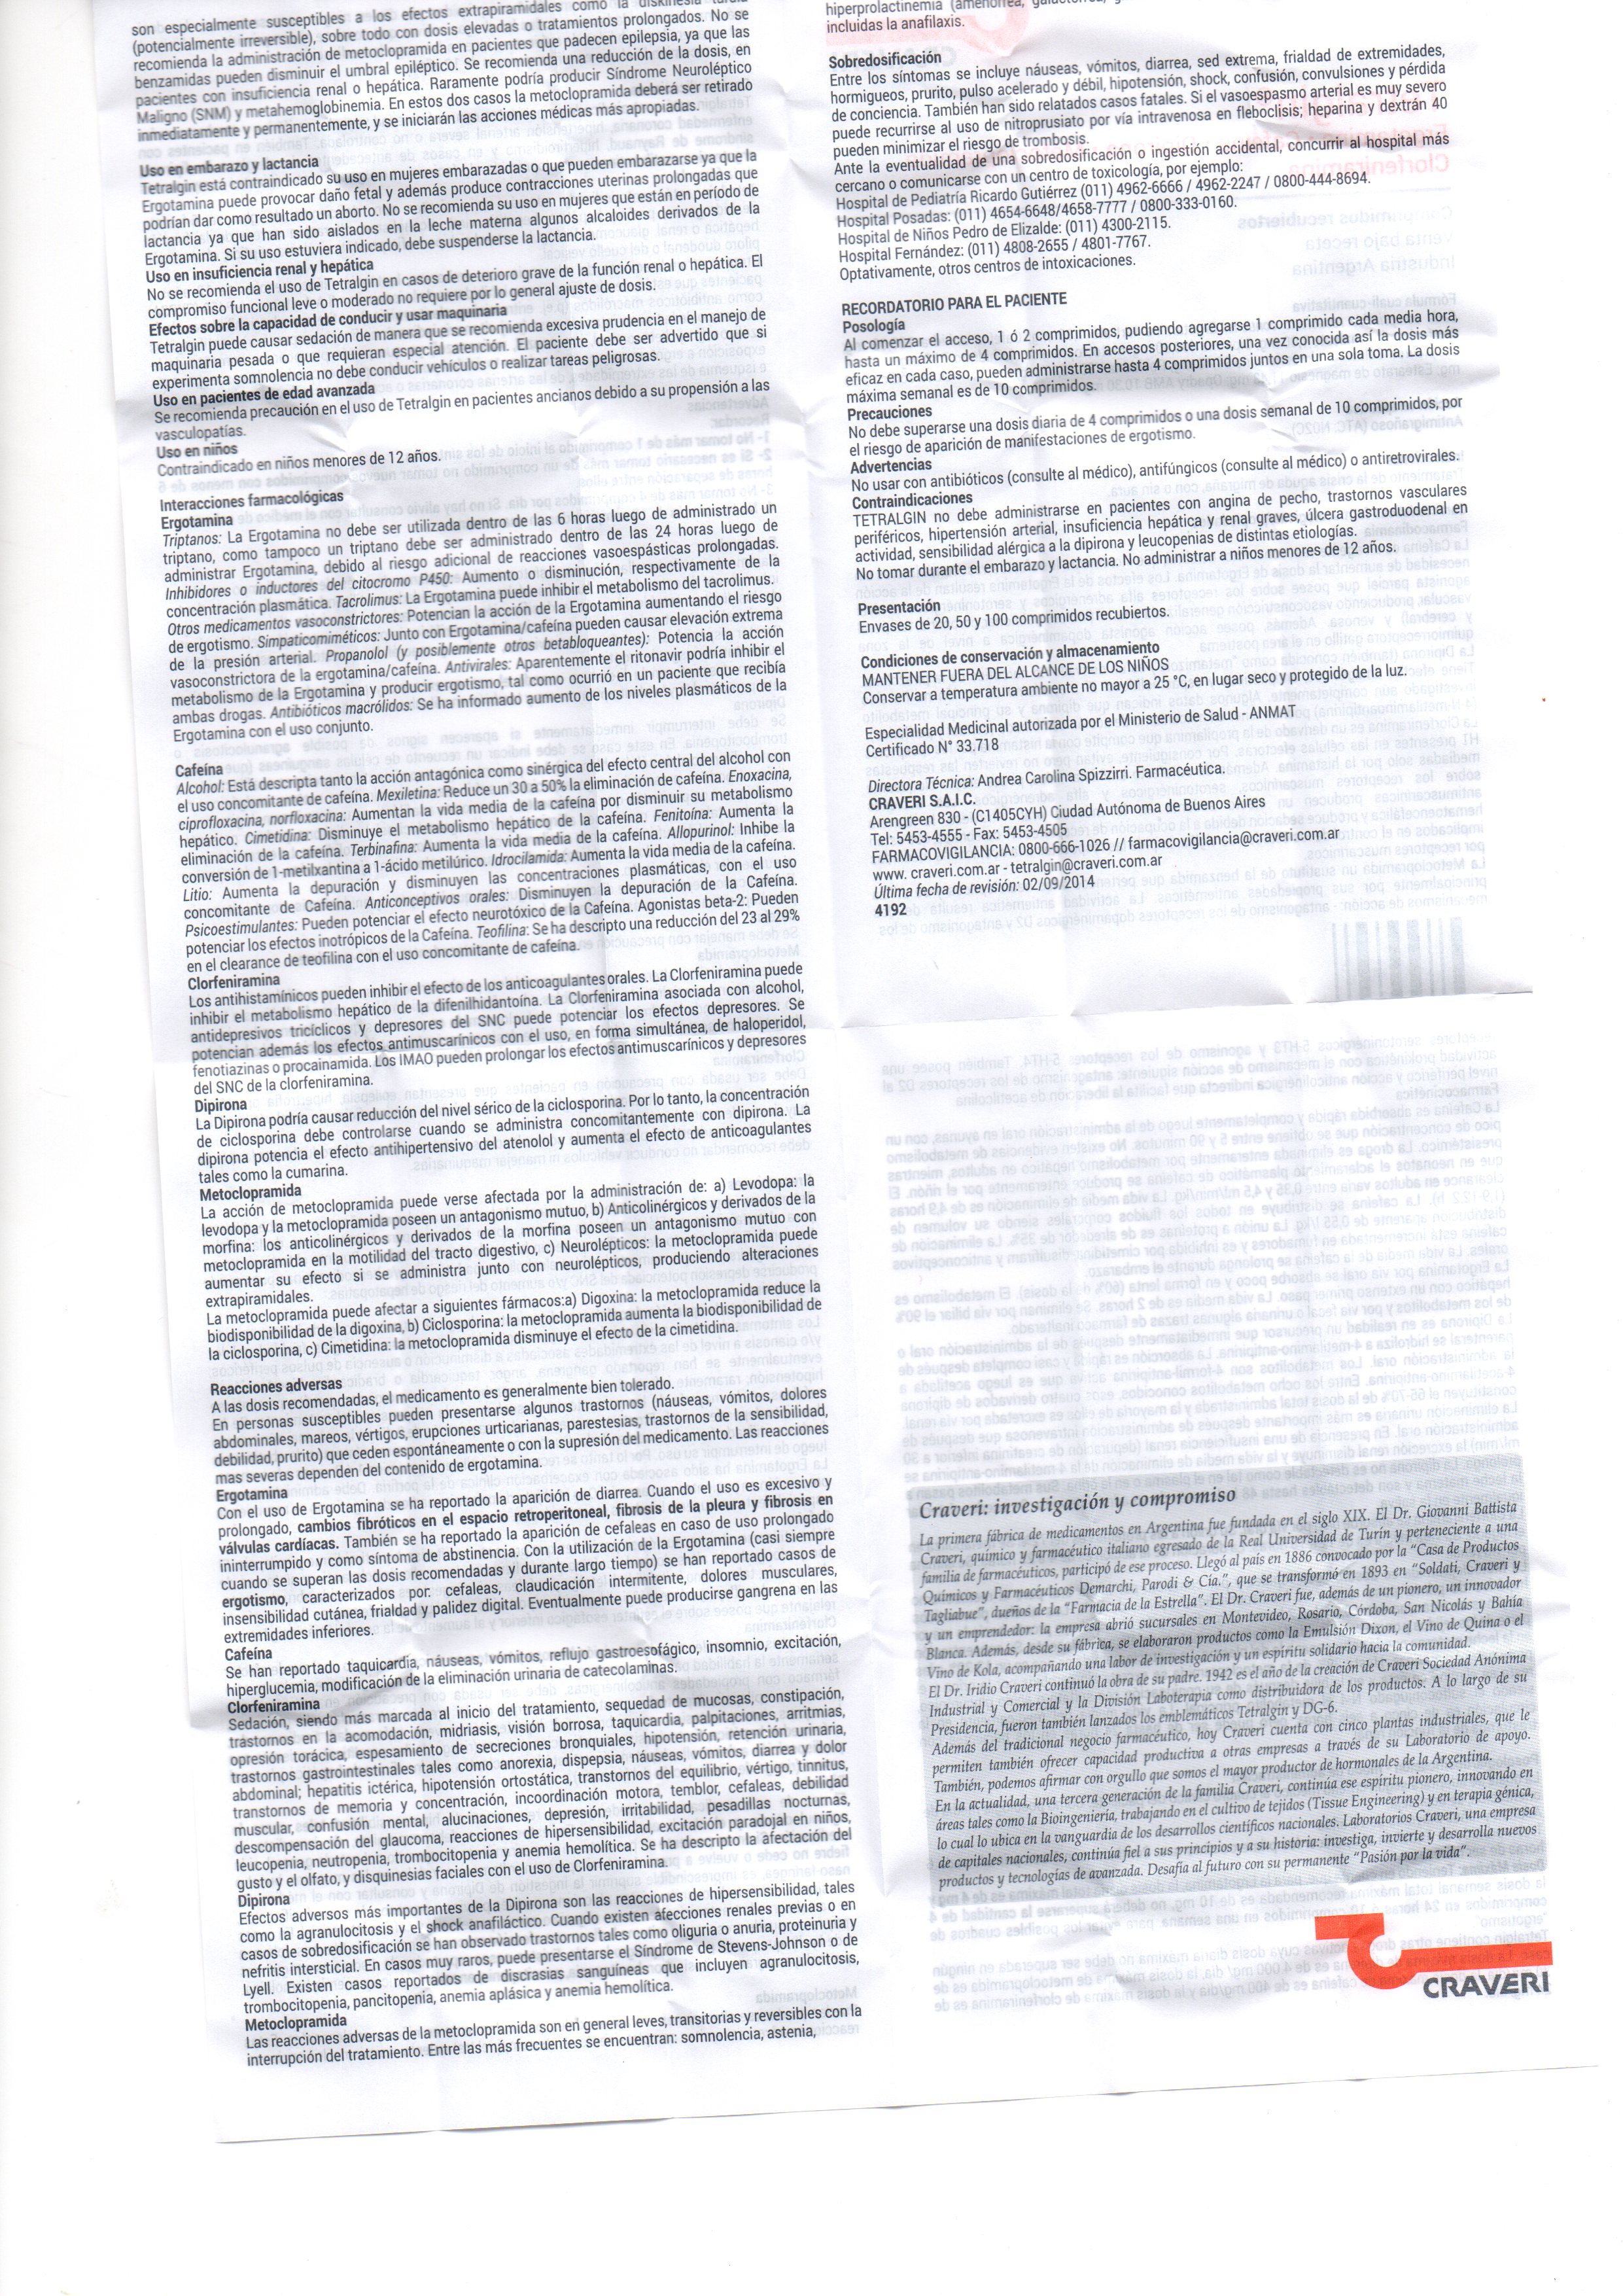 son especialmente susceptibles a los efectos extrapiramidales como la
(potencialmente irreversible), sobre todo con dosis elevadas o tratamientos prolongados. No se
recomienda la administración de metoclopramida en pacientes que padecen epilepsia, ya que las
benzamidas pueden disminuir el umbral epiléptico. Se recomienda una reducción de la dosis, en
pacientes con insuficiencia renal o hepática. Raramente podría producir Síndrome Neuroléptico
Maligno (SNM) y metahemoglobinemia. En estos dos casos la metoclopramida deberá ser retirado
inmediatamente y permanentemente, y se iniciarán las acciones médicas más apropiadas.
Uso en embarazo y lactancia
Tetralgin está contraindicado su uso en mujeres embarazadas o que pueden embarazarse ya que la
Ergotamina puede provocar daño fetal y además produce contracciones uterinas prolongadas que
podrían dar como resultado un aborto. No se recomienda su uso en mujeres que están en período de
lactancia ya que han sido aislados en la leche materna algunos alcaloides derivados de la
Ergotamina. Si su uso estuviera indicado, debe suspenderse la lactancia.
Uso en insuficiencia renal y hepática
No se recomienda el uso de Tetralgin en casos de deterioro grave de la función renal o hepática. El
compromiso funcional leve o moderado no requiere por lo general ajuste de dosis.
Efectos sobre la capacidad de conducir y usar maquinaria
Tetralgin puede causar sedación de manera que se recomienda excesiva prudencia en el manejo de
maquinaria pesada o que requieran especial atención. El paciente debe ser advertido que si
experimenta somnolencia no debe conducir vehículos o realizar tareas peligrosas.
Uso en pacientes de edad avanzada
Se recomienda precaución en el uso de Tetralgin en pacientes ancianos debido a su propensión a las
vasculopatías.
Uso en niños
Contraindicado en niños menores de 12 años.
Interacciones farmacológicas
Ergotamina
Triptanos: La Ergotamina no debe ser utilizada dentro de las 6 horas luego de administrado un
triptano, como tampoco un triptano debe ser administrado dentro de las 24 horas luego de
administrar Ergotamina, debido al riesgo adicional de reacciones vasoespásticas prolongadas.
Inhibidores o inductores del citocromo P450: Aumento o disminución, respectivamente de la
concentración plasmática. Tacrolimus: La Ergotamina puede inhibir el metabolismo del tacrolimus.
Otros medicamentos vasoconstrictores: Potencian la acción de la Ergotamina aumentando el riesgo
de ergotismo. Simpaticomiméticos: Junto con Ergotamina/cafeína pueden causar elevación extrema
de la presión arterial. Propanolol (y posiblemente otros betabloqueantes): Potencia la acción
vasoconstrictora de la ergotamina/cafeína. Antivirales: Aparentemente el ritonavir podría inhibir el
metabolismo de la Ergotamina y producir ergotismo, tal como ocurrió en un paciente que recibía
ambas drogas. Antibióticos macrólidos: Se ha informado aumento de los niveles plasmáticos de la
Ergotamina con el uso conjunto.
Cafeína
Alcohol: Está descripta tanto la acción antagónica como sinérgica del efecto central del alcohol con
el uso concomitante de cafeína. Mexiletina: Reduce un 30 a 50% la eliminación de cafeína. Enoxacina,
ciprofloxacina, norfloxacina: Aumentan la vida media de la cafeína por disminuir su metabolismo
hepático. Cimetidina: Disminuye el metabolismo hepático de la cafeína. Fenitoína: Aumenta la
eliminación de la cafeína. Terbinafina: Aumenta la vida media de la cafeína. Allopurinol: Inhibe la
conversión de 1-metilxantina a 1-ácido metilúrico. Idrocilamida: Aumenta la vida media de la cafeína.
Litio: Aumenta la depuración y disminuyen las concentraciones plasmáticas, con el uso
concomitante de Cafeína. Anticonceptivos orales: Disminuyen la depuración de la Cafeína.
Psicoestimulantes: Pueden potenciar el efecto neurotóxico de la Cafeína. Agonistas beta-2: Pueden
potenciar los efectos inotrópicos de la Cafeína. Teofilina: Se ha descripto una reducción del 23 al 29%
en el clearance de teofilina con el uso concomitante de cafeína.
Clorfeniramina
Los antihistamínicos pueden inhibir el efecto de los anticoagulantes orales. La Clorfeniramina puede
inhibir el metabolismo hepático de la difenilhidantoína. La Clorfeniramina asociada con alcohol,
antidepresivos tricíclicos y depresores del SNC puede potenciar los efectos depresores. Se
potencian además los efectos antimuscarínicos con el uso, en forma simultánea, de haloperidol,
fenotiazinas o procainamida. Los IMAO pueden prolongar los efectos antimuscarínicos y depresores
del SNC de la clorfeniramina.
Dipirona
La Dipirona podría causar reducción del nivel sérico de la ciclosporina. Por lo tanto, la concentración
de ciclosporina debe controlarse cuando se administra concomitantemente con dipirona. La
dipirona potencia el efecto antihipertensivo del atenolol y aumenta el efecto de anticoagulantes
tales como la cumarina.
Metoclopramida
La acción de metoclopramida puede verse afectada por la administración de: a) Levodopa: la
levodopa y la metoclopramida poseen un antagonismo mutuo, b) Anticolinérgicos y derivados de la
morfina: los anticolinérgicos y derivados de la morfina poseen un antagonismo mutuo con
metoclopramida en la motilidad del tracto digestivo, c) Neurolépticos: la metoclopramida puede
aumentar su efecto si se administra junto con neurolépticos, produciendo alteraciones
extrapiramidales.
La metoclopramida puede afectar a siguientes fármacos:a) Digoxina: la metoclopramida reduce la
biodisponibilidad de la digoxina, b) Ciclosporina: la metoclopramida aumenta la biodisponibilidad de
la ciclosporina, c) Cimetidina: la metoclopramida disminuye el efecto de la cimetidina.
Reacciones adversas
A las dosis recomendadas, el medicamento es generalmente bien tolerado.
En personas susceptibles pueden presentarse algunos trastornos (náuseas, vómitos, dolores
abdominales, mareos, vértigos, erupciones urticarianas, parestesias, trastornos de la sensibilidad,
debilidad, prurito) que ceden espontáneamente o con la supresión del medicamento. Las reacciones
mas severas dependen del contenido de ergotamina.
Ergotamina
Con el uso de Ergotamina se ha reportado la aparición de diarrea. Cuando el uso es excesivo y
prolongado, cambios fibróticos en el espacio retroperitoneal, fibrosis de la pleura y fibrosis en
válvulas cardíacas. También se ha reportado la aparición de cefaleas en caso de uso prolongado
ininterrumpido y como síntoma de abstinencia. Con la utilización de la Ergotamina (casi siempre
cuando se superan las dosis recomendadas y durante largo tiempo) se han reportado casos de
ergotismo, caracterizados por: cefaleas, claudicación intermitente, dolores musculares,
insensibilidad cutánea, frialdad y palidez digital. Eventualmente puede producirse gangrena en las
extremidades inferiores.
Cafeína
Se han reportado taquicardia, náuseas, vómitos, reflujo gastroesofágico, insomnio, excitación,
hiperglucemia, modificación de la eliminación urinaria de catecolaminas.
Clorfeniramina
Sedación, siendo más marcada al inicio del tratamiento, sequedad de mucosas, constipación,
trastornos en la acomodación, midriasis, visión borrosa, taquicardia, palpitaciones, arritmias,
opresión torácica, espesamiento de secreciones bronquiales, hipotensión, retención urinaria,
trastornos gastrointestinales tales como anorexia, dispepsia, náuseas, vómitos, diarrea y dolor
abdominal; hepatitis ictérica, hipotensión ortostática, transtornos del equilibrio, vértigo, tinnitus,
transtornos de memoria y concentración, incoordinación motora, temblor, cefaleas, debilidad
muscular, confusión mental, alucinaciones, depresión, irritabilidad, pesadillas nocturnas,
descompensación del glaucoma, reacciones de hipersensibilidad, excitación paradojal en niños,
leucopenia, neutropenia, trombocitopenia y anemia hemolítica. Se ha descripto la afectación del
gusto y el olfato, y disquinesias faciales con el uso de Clorfeniramina.
Dipirona
Efectos adversos más importantes de la Dipirona son las reacciones de hipersensibilidad, tales
como la agranulocitosis y el shock anafiláctico. Cuando existen afecciones renales previas o en
casos de sobredosificación se han observado trastornos tales como oliguria o anuria, proteinuria y
nefritis intersticial. En casos muy raros, puede presentarse el Síndrome de Stevens-Johnson o de
Lyell. Existen casos reportados de discrasias sanguíneas que incluyen agranulocitosis,
trombocitopenia, pancitopenia, anemia aplásica y anemia hemolítica.
Metoclopramida
Las reacciones adversas de la metoclopramida son en general leves, transitorias y reversibles con la
interrupción del tratamiento. Entre las más frecuentes se encuentran: somnolencia, astenia,
hiperprolactinemia (amenorrea,
incluidas la anafilaxis.
Sobredosificación
Entre los síntomas se incluye náuseas, vómitos, diarrea, sed extrema, frialdad de extremidades,
hormigueos, prurito, pulso acelerado y débil, hipotensión, shock, confusión, convulsiones y pérdida
de conciencia. También han sido relatados casos fatales. Si el vasoespasmo arterial es muy severo
puede recurrirse al uso de nitroprusiato por vía intravenosa en fleboclisis; heparina y dextrán 40
pueden minimizar el riesgo de trombosis.
Ante la eventualidad de una sobredosificación o ingestión accidental, concurrir al hospital más
cercano o comunicarse con un centro de toxicología, por ejemplo:
Hospital de Pediatría Ricardo Gutiérrez (011) 4962-6666 / 4962-2247 / 0800-444-8694.
Hospital Posadas: (011) 4654-6648/4658-7777 / 0800-333-0160.
Hospital de Niños Pedro de Elizalde: (011) 4300-2115.
Hospital Fernández: (011) 4808-2655 / 4801-7767.
Optativamente, otros centros de intoxicaciones.
RECORDATORIO PARA EL PACIENTE
Posología
Al comenzar el acceso, 1 ó 2 comprimidos, pudiendo agregarse 1 comprimido cada media hora,
hasta un máximo de 4 comprimidos. En accesos posteriores, una vez conocida así la dosis más
eficaz en cada caso, pueden administrarse hasta 4 comprimidos juntos en una sola toma. La dosis
máxima semanal es de 10 comprimidos.
Precauciones
No debe superarse una dosis diaria de 4 comprimidos o una dosis semanal de 10 comprimidos, por
el riesgo de aparición de manifestaciones de ergotismo.
Advertencias
No usar con antibióticos (consulte al médico), antifúngicos (consulte al médico) o antiretrovirales.
Contraindicaciones
TETRALGIN no debe administrarse en pacientes con angina de pecho, trastornos vasculares
periféricos, hipertensión arterial, insuficiencia hepática y renal graves, úlcera gastroduodenal en
actividad, sensibilidad alérgica a la dipirona y leucopenias de distintas etiologías.
No tomar durante el embarazo y lactancia. No administrar a niños menores de 12 años.
Presentación
Envases de 20, 50 y 100 comprimidos recubiertos.
Condiciones de conservación y almacenamiento
MANTENER FUERA DEL ALCANCE DE LOS NIÑOS
Conservar a temperatura ambiente no mayor a 25 °C, en lugar seco y protegido de la luz.
Especialidad Medicinal autorizada por el Ministerio de Salud - ANMAT
Certificado N° 33.718
Directora Técnica: Andrea Carolina Spizzirri. Farmacéutica.
CRAVERI S.A.I.C.
Arengreen 830 - (C1405CYH) Ciudad Autónoma de Buenos Aires
Tel: 5453-4555 - Fax: 5453-4505
FARMACOVIGILANCIA: 0800-666-1026 // farmacovigilancia@craveri.com.ar
www. craveri.com.ar - tetralgin@craveri.com.ar
Última fecha de revisión: 02/09/2014
4192
Craveri: investigación y compromiso
La primera fábrica de medicamentos en Argentina fue fundada en el siglo XIX. El Dr. Giovanni Battista
Craveri, químico y farmacéutico italiano egresado de la Real Universidad de Turín y perteneciente a una
familia de farmacéuticos, participó de ese proceso. Llegó al país en 1886 convocado por la "Casa de Productos
Químicos y Farmacéuticos Demarchi, Parodi & Cía.", que se transformó en 1893 en "Soldati, Craveri y
Tagliabue", dueños de la "Farmacia de la Estrella". El Dr. Craveri fue, además de un pionero, un innovador
y un emprendedor: la empresa abrió sucursales en Montevideo, Rosario, Córdoba, San Nicolás y Bahía
Blanca. Además, desde su fábrica, se elaboraron productos como la Emulsión Dixon, el Vino de Quina o el
Vino de Kola, acompañando una labor de investigación y un espíritu solidario hacia la comunidad.
El Dr. Iridio Craveri continuó la obra de su padre. 1942 es el año de la creación de Craveri Sociedad Anónima
Industrial y Comercial y la División Laboterapia como distribuidora de los productos. A lo largo de su
Presidencia, fueron también lanzados los emblemáticos Tetralgin y DG-6.
Además del tradicional negocio farmacéutico, hoy Craveri cuenta con cinco plantas industriales, que le
permiten también ofrecer capacidad productiva a otras empresas a través de su Laboratorio de apoyo.
También, podemos afirmar con orgullo que somos el mayor productor de hormonales de la Argentina.
En la actualidad, una tercera generación de la familia Craveri, continúa ese espíritu pionero, innovando en
áreas tales como la Bioingeniería, trabajando en el cultivo de tejidos (Tissue Engineering) y en terapia génica,
lo cual lo ubica en la vanguardia de los desarrollos científicos nacionales. Laboratorios Craveri, una empresa
de capitales nacionales, continúa fiel a sus principios y a su historia: investiga, invierte y desarrolla nuevos
productos y tecnologías de avanzada. Desafía al futuro con su permanente "Pasión por la vida".
CRAVERI